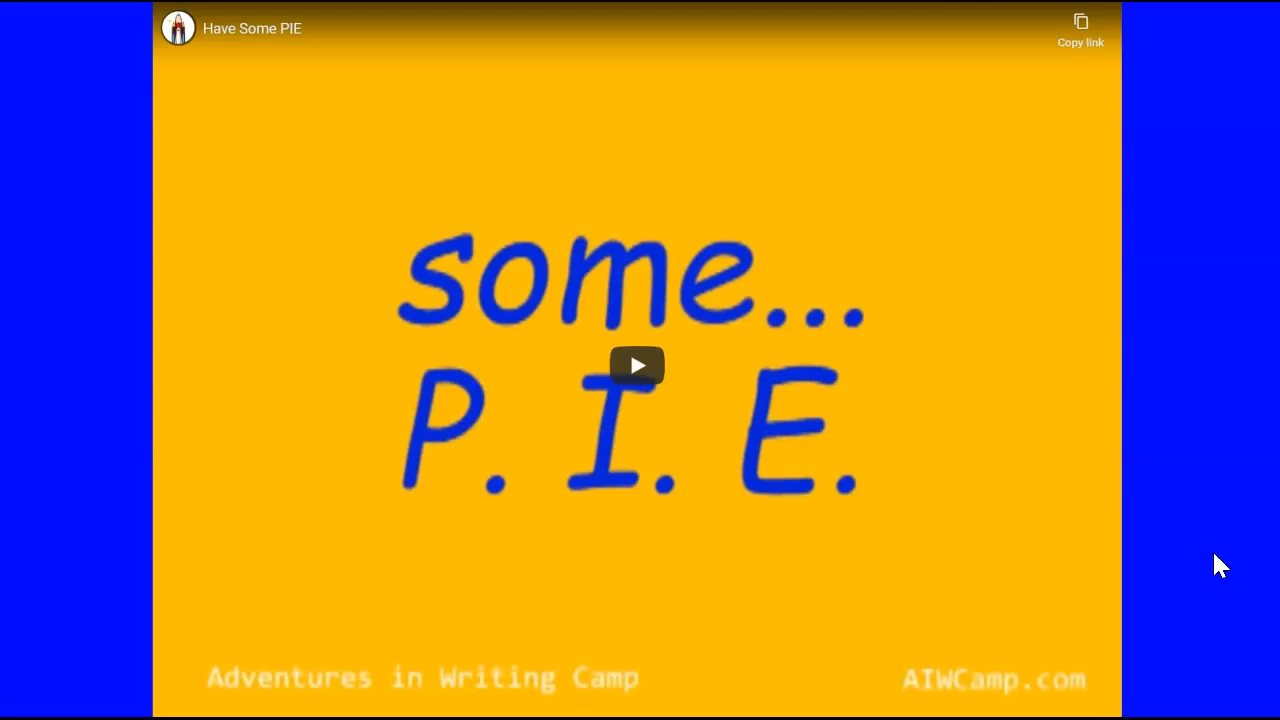 Have Some PIE
Copy link
some...
P. I. E.
Adventures in Writing Camp
AIWCamp.com